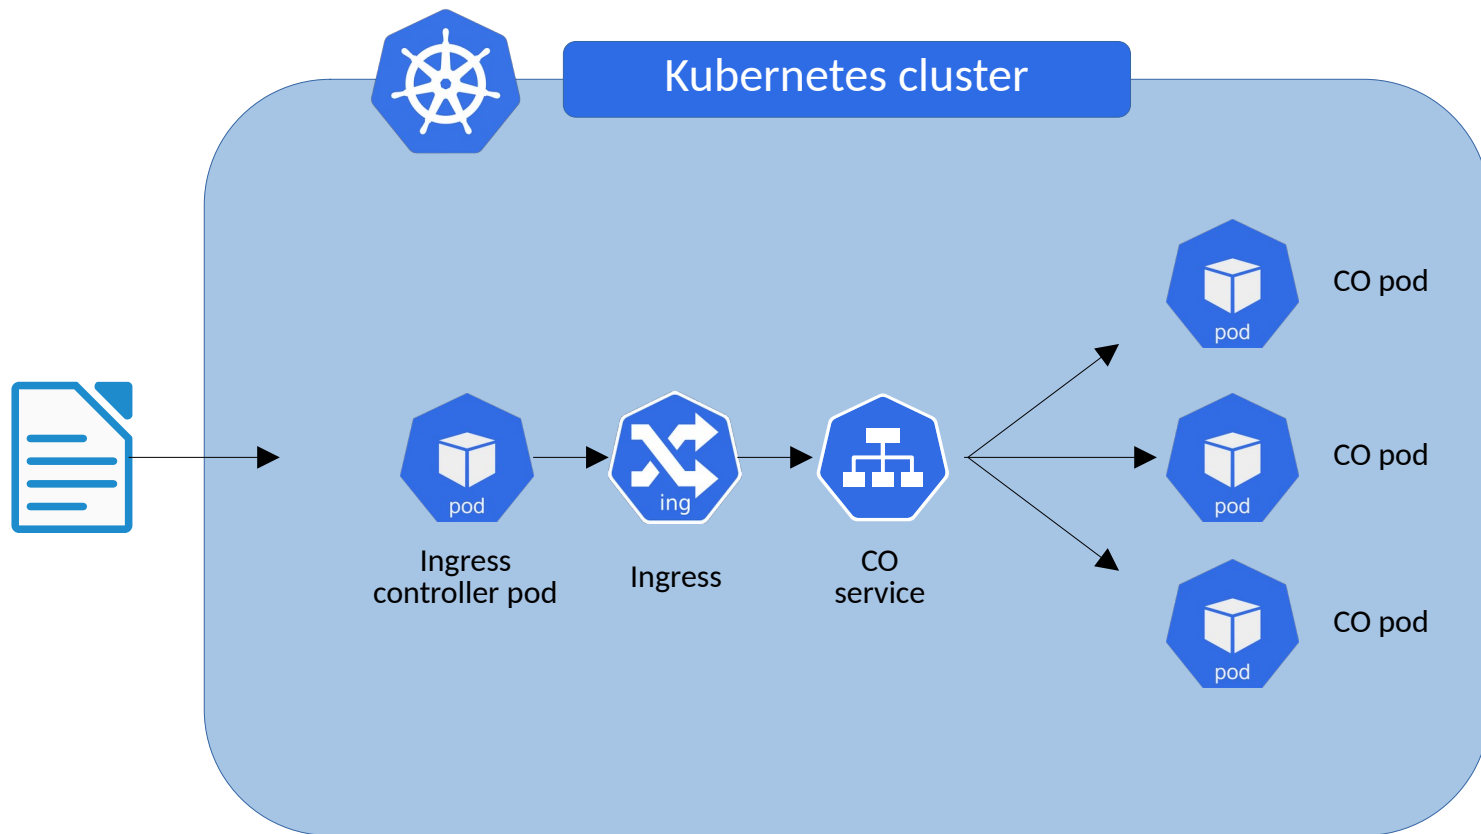 Kubernetes cluster
pod
CO pod
pod
Ingress
controller pod
ing
Ingress
CO
service
pod
CO pod
pod
CO pod